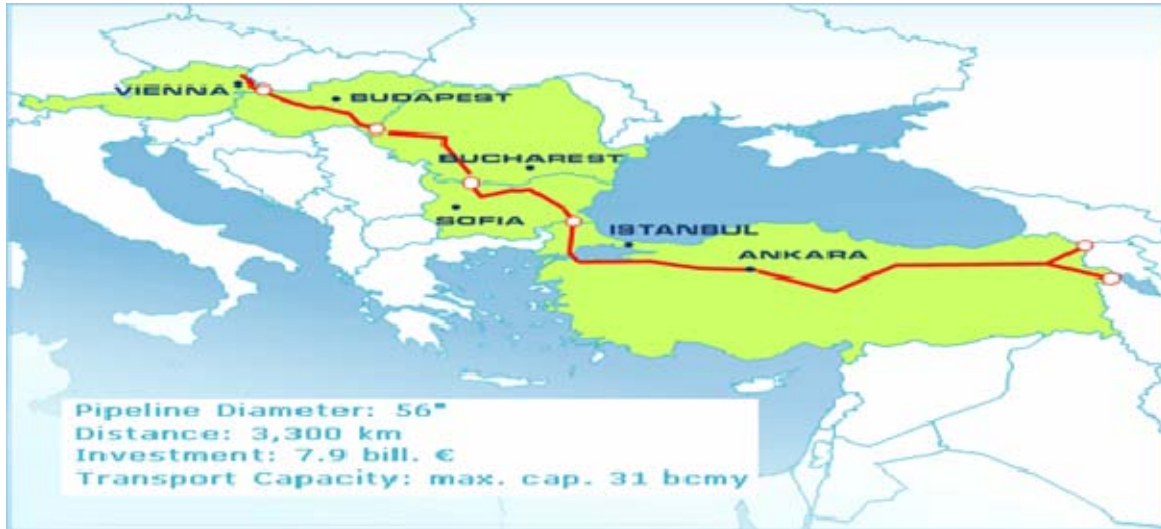 VIENNA
BUDAPEST
BUCHAREST
SOFIA
ISTANBUL
ANKARA
Pipeline Diameter: 56"
Distance: 3,300 km
Investment: 7.9 bill. €
Transport Capacity: max. cap. 31 bcmy